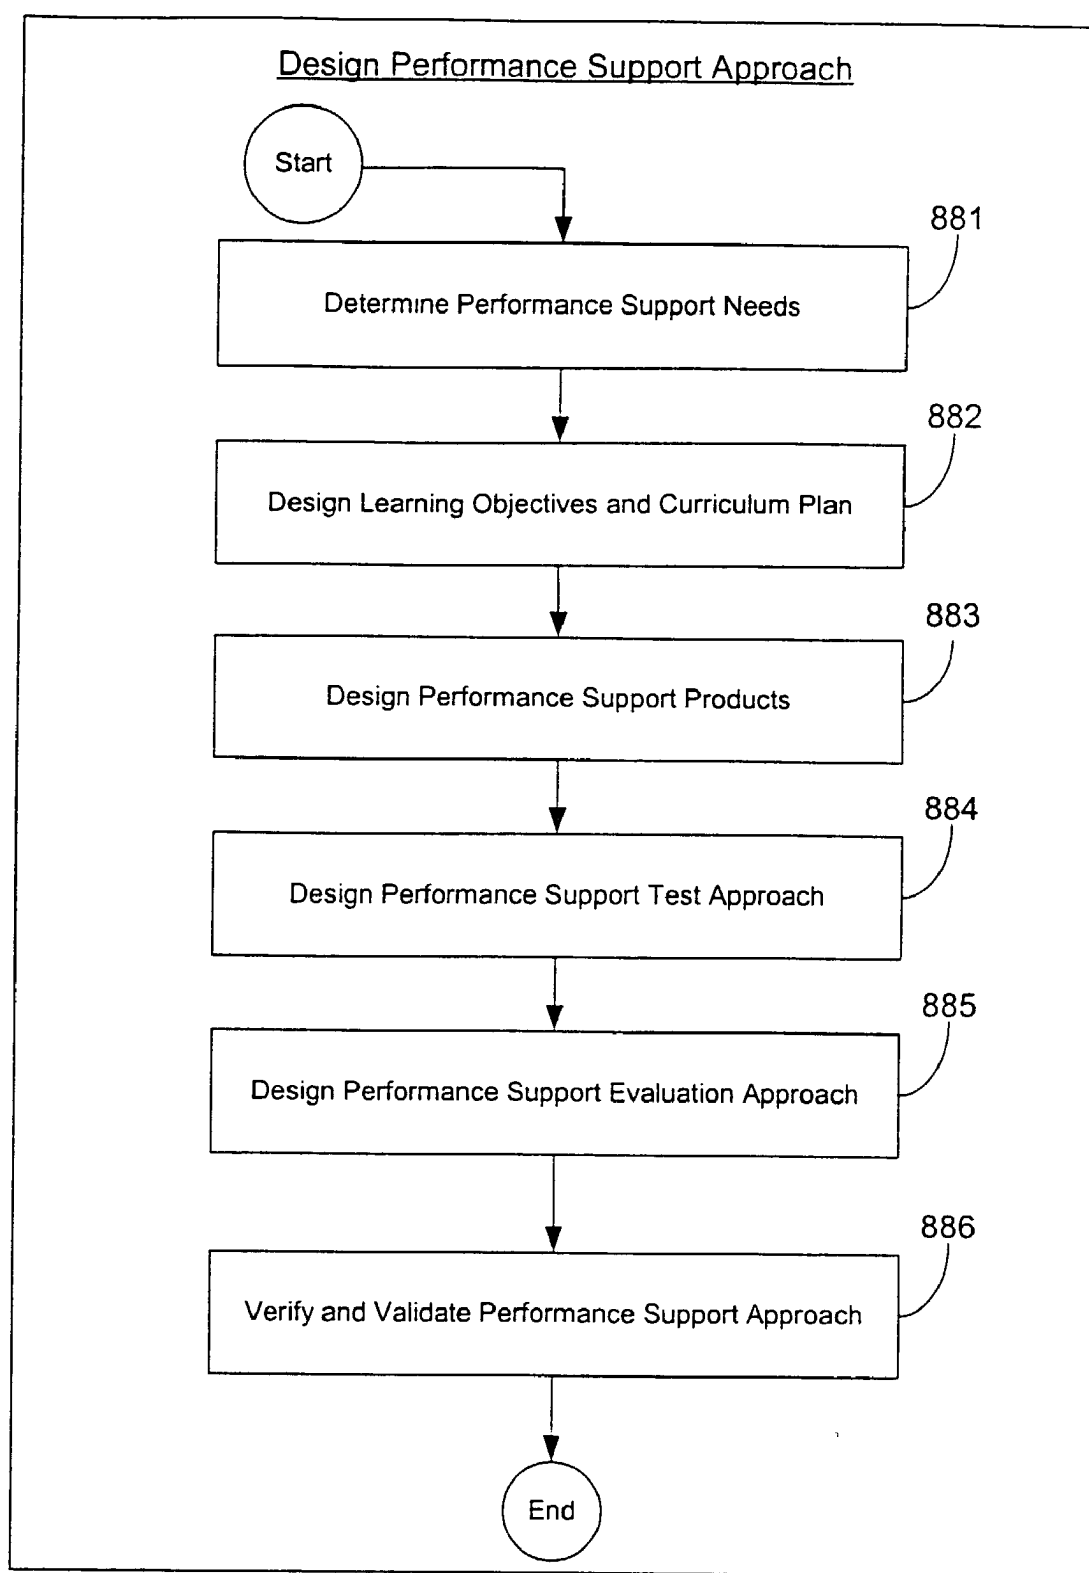 Design Performance Support Approach
Start
881
Determine Performance Support Needs
882
Design Learning Objectives and Curriculum Plan
883
Design Performance Support Products
884
Design Performance Support Test Approach
885
Design Performance Support Evaluation Approach
886
Verify and Validate Performance Support Approach
End